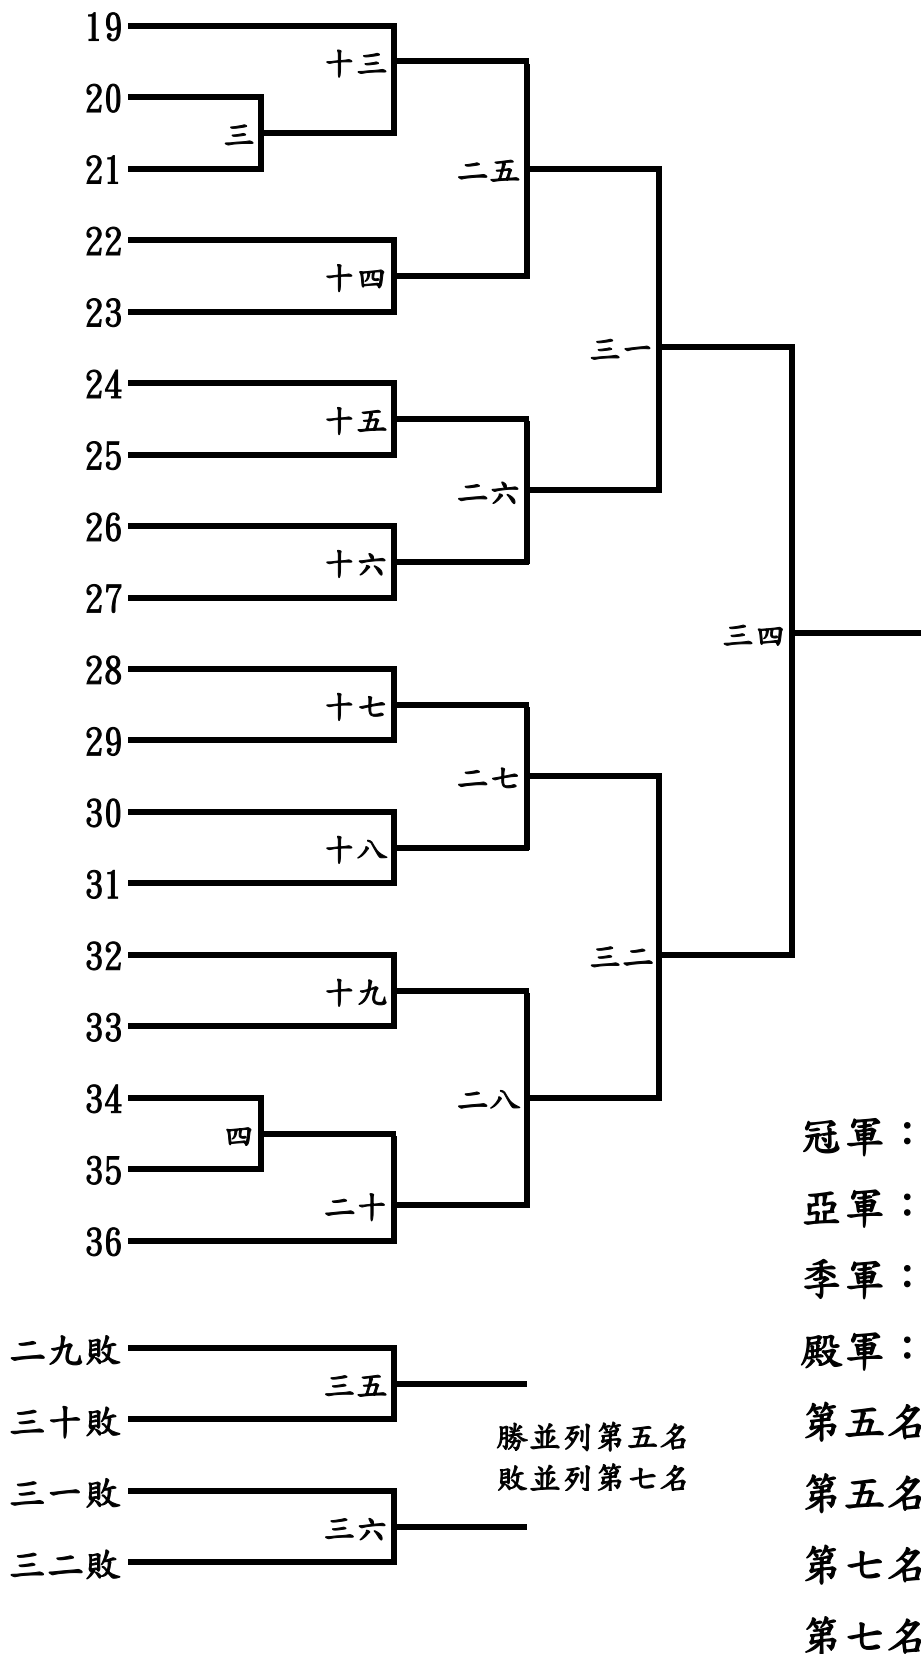 19
十三
20
三
21
二五
22
十四
23
三一
24
十五
25
二六
26
十六
27
三四
28
十七
29
二七
30
十八
31
32
三二
十九
33
34
二八
四
35
二十
36
冠軍：
亞軍：
季軍：
殿軍：
二九敗
三五
三十敗
勝並列第五名
敗並列第七名
三一敗
三六
三二敗
第五名
第五名
第七名
第七名